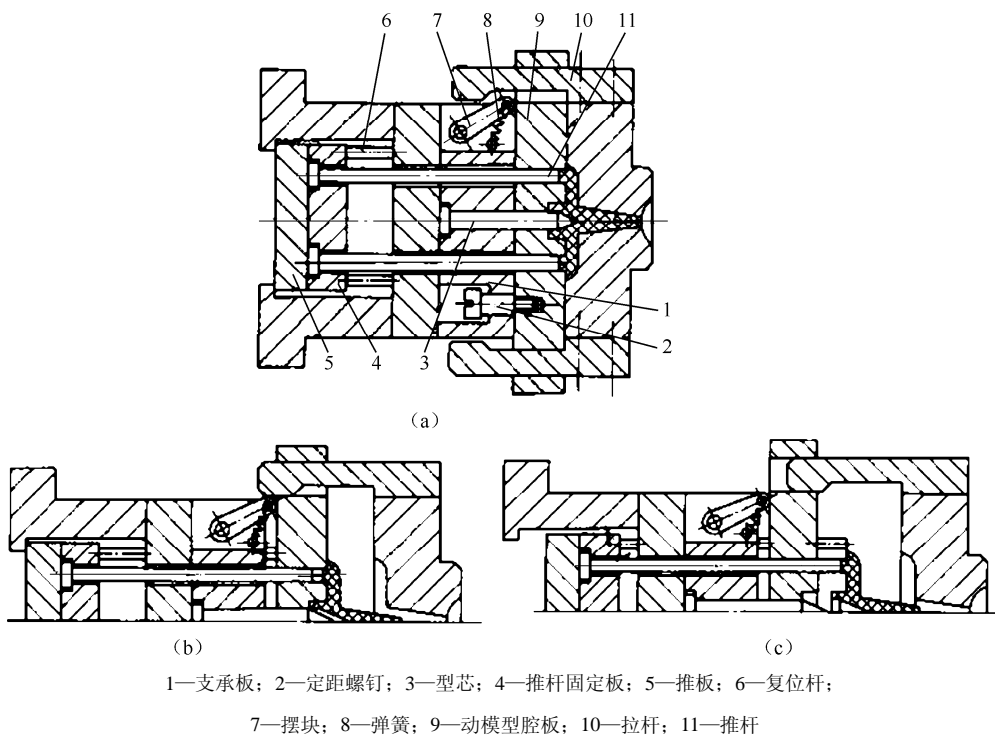 6 7 8 9 10 11
1
2
5 4 3
（a）
（b） （c）
1—支承板；2—定距螺钉；3—型芯；4—推杆固定板；5—推板；6—复位杆；
7—摆块；8—弹簧；9—动模型腔板；10—拉杆；11—推杆